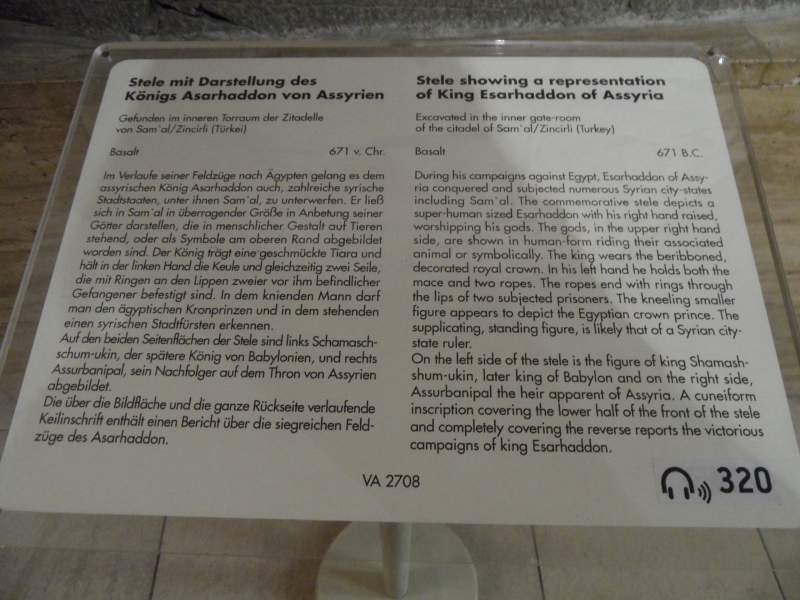 Stele mit Darstellung des
Königs Asarhaddon von Assyrien
Gefunden im inneren Torraum der Zitadelle
von Sam`al/Zincirli (Türkei)
Basalt 671 v. Chr.
Im Verlaufe seiner Feldzüge nach Ägypten gelang es dem
assyrischen König Asarhaddon auch, zahlreiche syrische
Stadtstaaten, unter ihnen Sam`al, zu unterwerfen. Er ließ
sich in Sam`al in überragender Größe in Anbetung seiner
Götter darstellen, die in menschlicher Gestalt auf Tieren
stehend, oder als Symbole am oberen Rand abgebildet
worden sind. Der König trägt eine geschmückte Tiara und
hält in der linken Hand die Keule und gleichzeitig zwei Seile,
die mit Ringen an den Lippen zweier vor ihm befindlicher
Gefangener befestigt sind. In dem knienden Mann darf
man den ägyptischen Kronprinzen und in dem stehenden
einen syrischen Stadtfürsten erkennen.
Auf den beiden Seitenflächen der Stele sind links Schamasch-
schum-ukin, der spätere König von Babylonien, und rechts
Assurbanipal, sein Nachfolger auf dem Thron von Assyrien
abgebildet.
Die über die Bildfläche und die ganze Rückseite verlaufende
Keilinschrift enthält einen Bericht über die siegreichen Feld-
züge des Asarhaddon.
Stele showing a representation
of King Esarhaddon of Assyria
Excavated in the inner gate-room
of the citadel of Sam`al/Zincirli (Turkey)
Basalt 671 B.C.
During his campaigns against Egypt, Esarhaddon of Assy-
ria conquered and subjected numerous Syrian city-states
including Sam`al. The commemorative stele depicts a
super-human sized Esarhaddon with his right hand raised,
worshipping his gods. The gods, in the upper right hand
side, are shown in human-form riding their associated
animal or symbolically. The king wears the beribboned,
decorated royal crown. In his left hand he holds both the
mace and two ropes. The ropes end with rings through
the lips of two subjected prisoners. The kneeling smaller
figure appears to depict the Egyptian crown prince. The
supplicating, standing figure, is likely that of a Syrian city-
state ruler.
On the left side of the stele is the figure of king Shamash-
shum-ukin, later king of Babylon and on the right side,
Assurbanipal the heir apparent of Assyria. A cuneiform
inscription covering the lower half of the front of the stele
and completely covering the reverse reports the victorious
campaigns of king Esarhaddon.
VA 2708
320